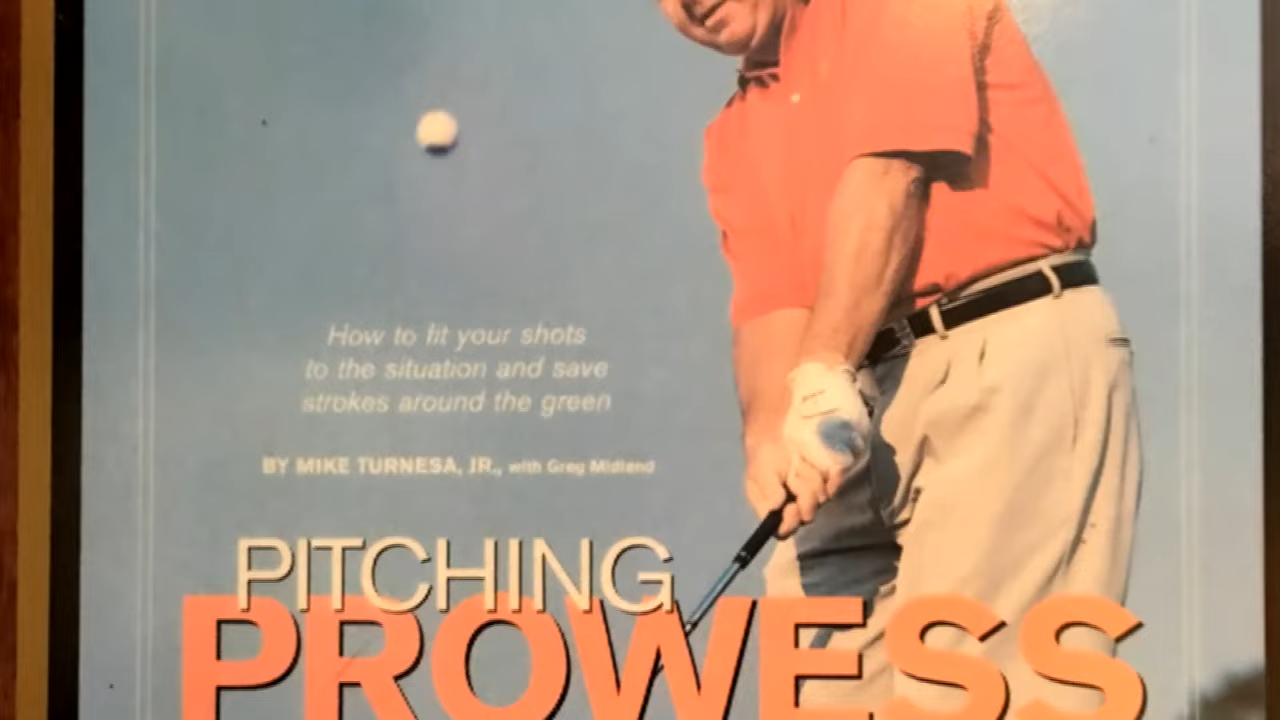 How to fit your shots
to the situation and save
strokes around the green
BY MIKE TURNESA, JR., with Greg Midland
PITCHING
PROWESS